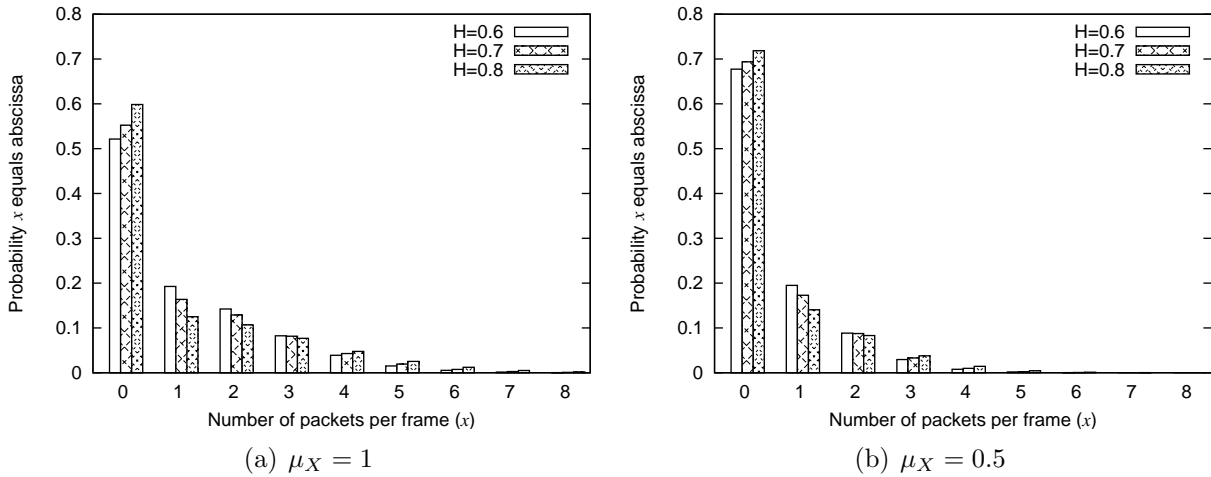 0.8
0.7
0.6
0.5
0.4
0.3
0.2
0.1
0
0 1 2 3 4 5 6 7 8
Probability x equals abscissa
Number of packets per frame (x)
H=0.6
H=0.7
H=0.8
(a) μ_X = 1
0.8
0.7
0.6
0.5
0.4
0.3
0.2
0.1
0
0 1 2 3 4 5 6 7 8
Probability x equals abscissa
Number of packets per frame (x)
H=0.6
H=0.7
H=0.8
(b) μ_X = 0.5